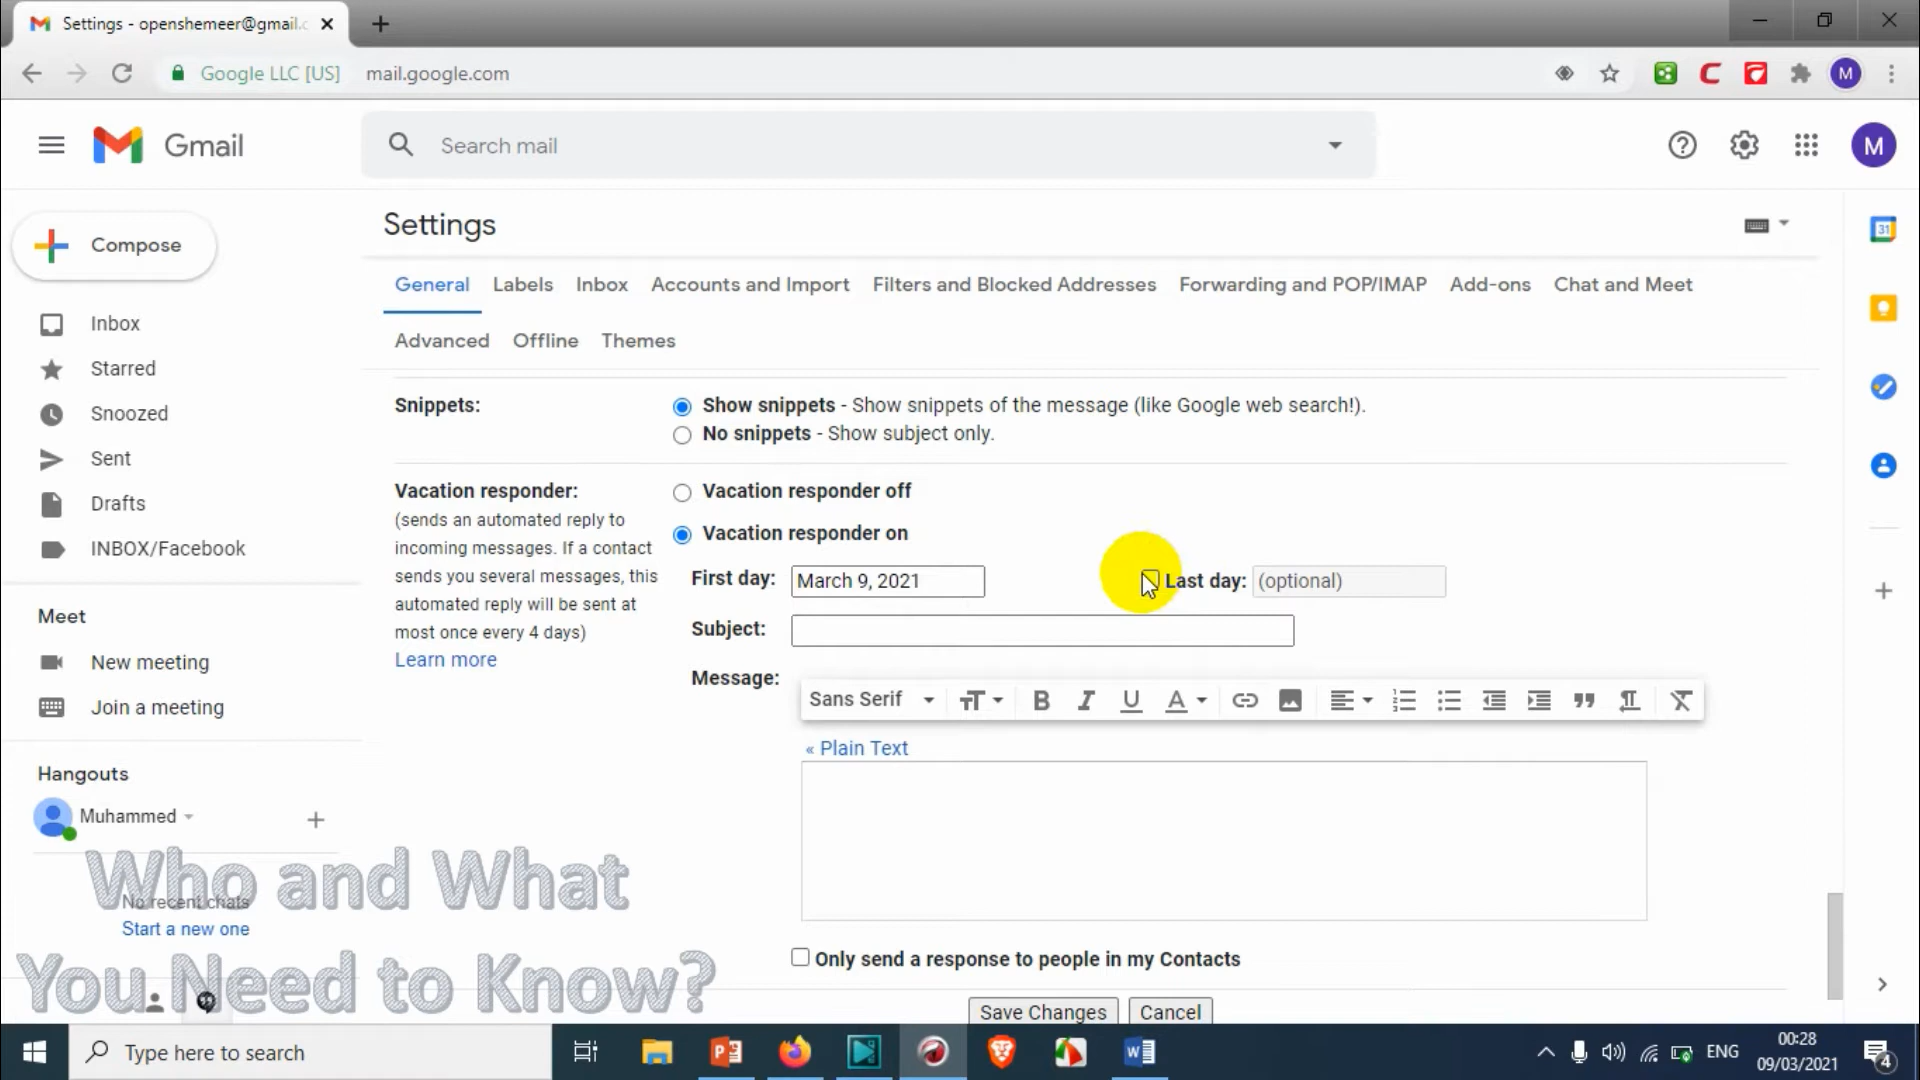 Settings - openshemeer@gmail.c
Google LLC [US]
mail.google.com
M
Gmail
Search mail
M
Compose
Settings
31
General
Labels
Inbox
Accounts and Import
Filters and Blocked Addresses
Forwarding and POP/IMAP
Add-ons
Chat and Meet
Advanced
Offline
Themes
Inbox
Starred
Snoozed
Sent
Drafts
INBOX/Facebook
Meet
New meeting
Join a meeting
Hangouts
Muhammed
No recent chats
Start a new one
Who and What
You Need to Know?
Snippets:
Show snippets - Show snippets of the message (like Google web search!).
No snippets - Show subject only.
Vacation responder:
(sends an automated reply to
incoming messages. If a contact
sends you several messages, this
automated reply will be sent at
most once every 4 days)
Learn more
Vacation responder off
Vacation responder on
First day: March 9, 2021
Last day: (optional)
Subject:
Message:
Sans Serif
« Plain Text
Only send a response to people in my Contacts
Save Changes
Cancel
Type here to search
ENG
00:28
09/03/2021
4